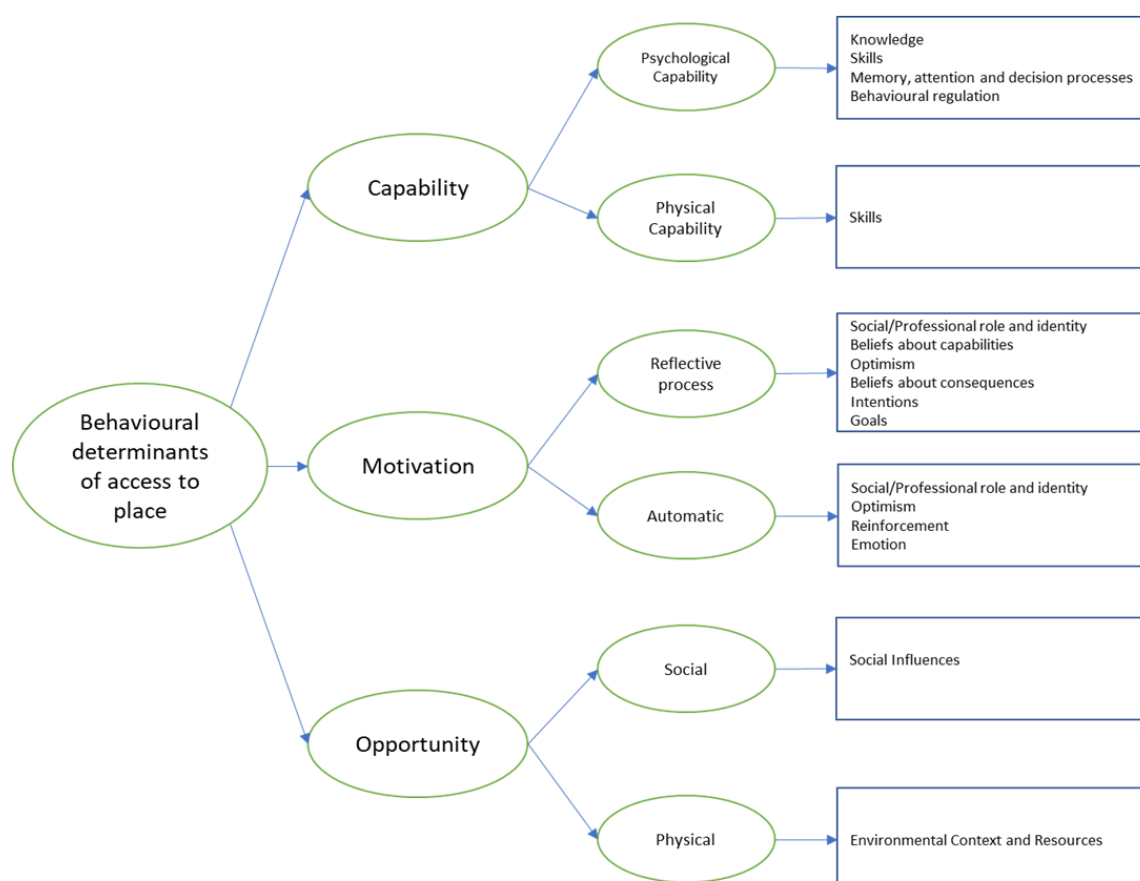 Behavioural
determinants
of access to
place
Capability
Psychological
Capability
Knowledge
Skills
Memory, attention and decision processes
Behavioural regulation
Physical
Capability
Skills
Motivation
Reflective
process
Social/Professional role and identity
Beliefs about capabilities
Optimism
Beliefs about consequences
Intentions
Goals
Automatic
Social/Professional role and identity
Optimism
Reinforcement
Emotion
Opportunity
Social
Social Influences
Physical
Environmental Context and Resources